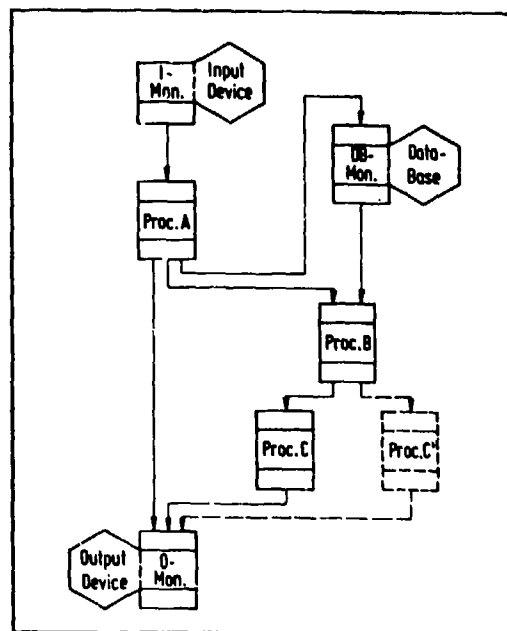 I-
Mon.
Input
Device
DB-
Mon.
Data-
Base
Proc.A
Proc.B
Proc.C
Proc.C'
Output
Device
O-
Mon.